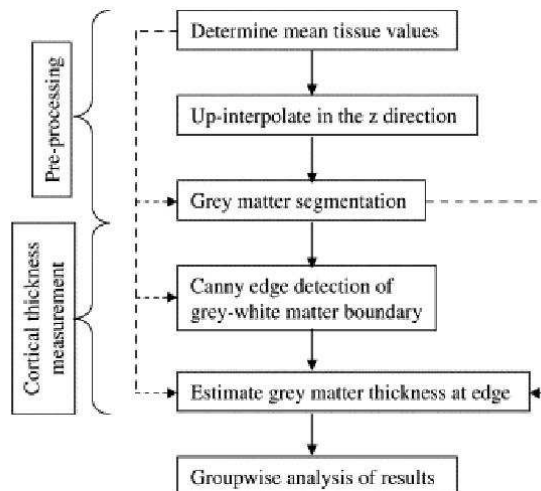 Pre-processing
Cortical thickness
measurement
Determine mean tissue values
Up-interpolate in the z direction
Grey matter segmentation
Canny edge detection of
grey-white matter boundary
Estimate grey matter thickness at edge
Groupwise analysis of results